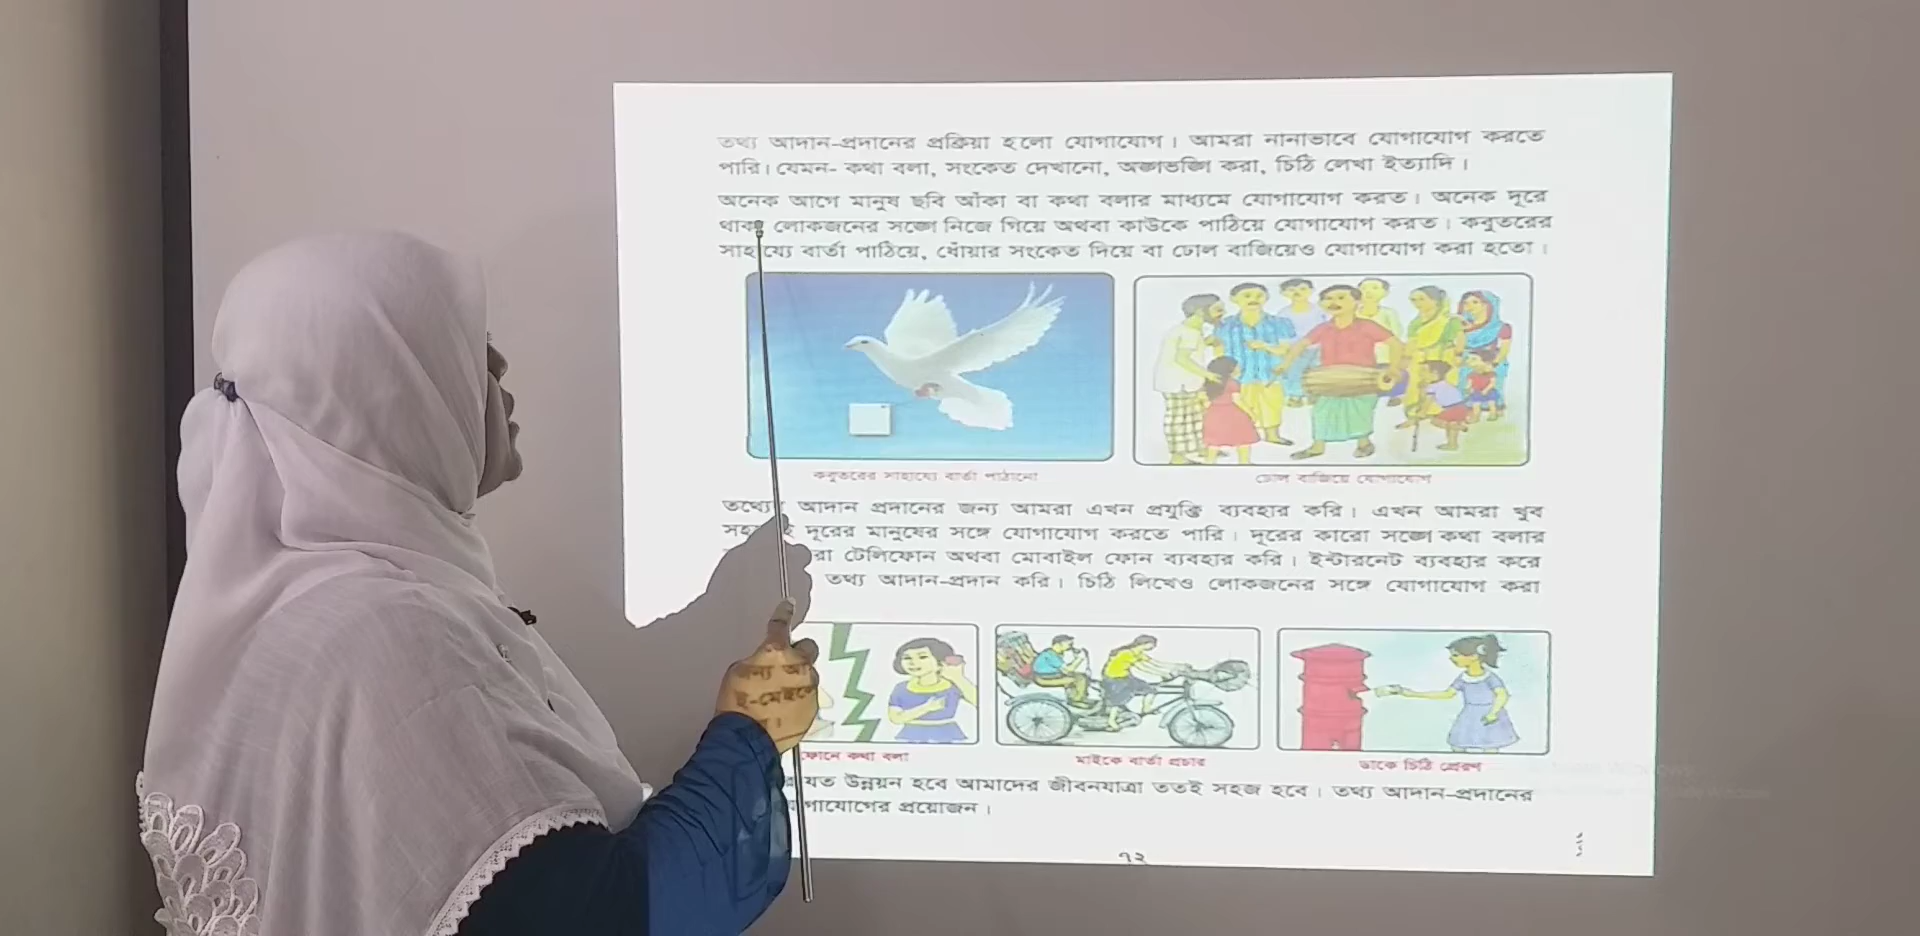 তথ্য আদান-প্রদানের প্রক্রিয়া হলো যোগাযোগ। আমরা নানাভাবে যোগাযোগ করতে
পারি। যেমন- কথা বলা, সংকেত দেখানো, অঙ্গভঙ্গি করা, চিঠি লেখা ইত্যাদি।
অনেক আগে মানুষ ছবি আঁকা বা কথা বলার মাধ্যমে যোগাযোগ করত। অনেক দূরে
থাকা লোকজনের সঙ্গে নিজে গিয়ে অথবা কাউকে পাঠিয়ে যোগাযোগ করত। কবুতরের
সাহায্যে বার্তা পাঠিয়ে, ধোঁয়ার সংকেত দিয়ে বা ঢোল বাজিয়েও যোগাযোগ করা হতো।
কবুতরের সাহায্যে বার্তা পাঠানো
ঢোল বাজিয়ে যোগাযোগ
তথ্যের আদান প্রদানের জন্য আমরা এখন প্রযুক্তি ব্যবহার করি। এখন আমরা খুব
সহজেই দূরের মানুষের সঙ্গে যোগাযোগ করতে পারি। দূরের কারো সঙ্গে কথা বলার
টেলিফোন অথবা মোবাইল ফোন ব্যবহার করি। ইন্টারনেট ব্যবহার করে
তথ্য আদান-প্রদান করি। চিঠি লিখেও লোকজনের সঙ্গে যোগাযোগ করা
ফোনে কথা বলা
মাইকে বার্তা প্রচার
ডাকে চিঠি প্রেরণ
যত উন্নয়ন হবে আমাদের জীবনযাত্রা ততই সহজ হবে। তথ্য আদান-প্রদানের
যোগাযোগের প্রয়োজন।
৭২